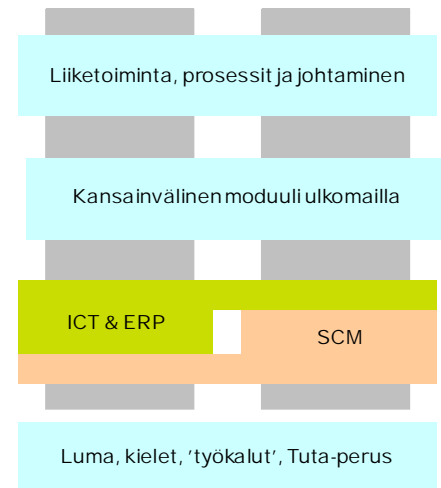 Liiketoiminta, prosessit ja johtaminen
Kansainvälinen moduuli ulkomailla
ICT & ERP
SCM
Luma, kielet, 'työkalut', Tuta-perus